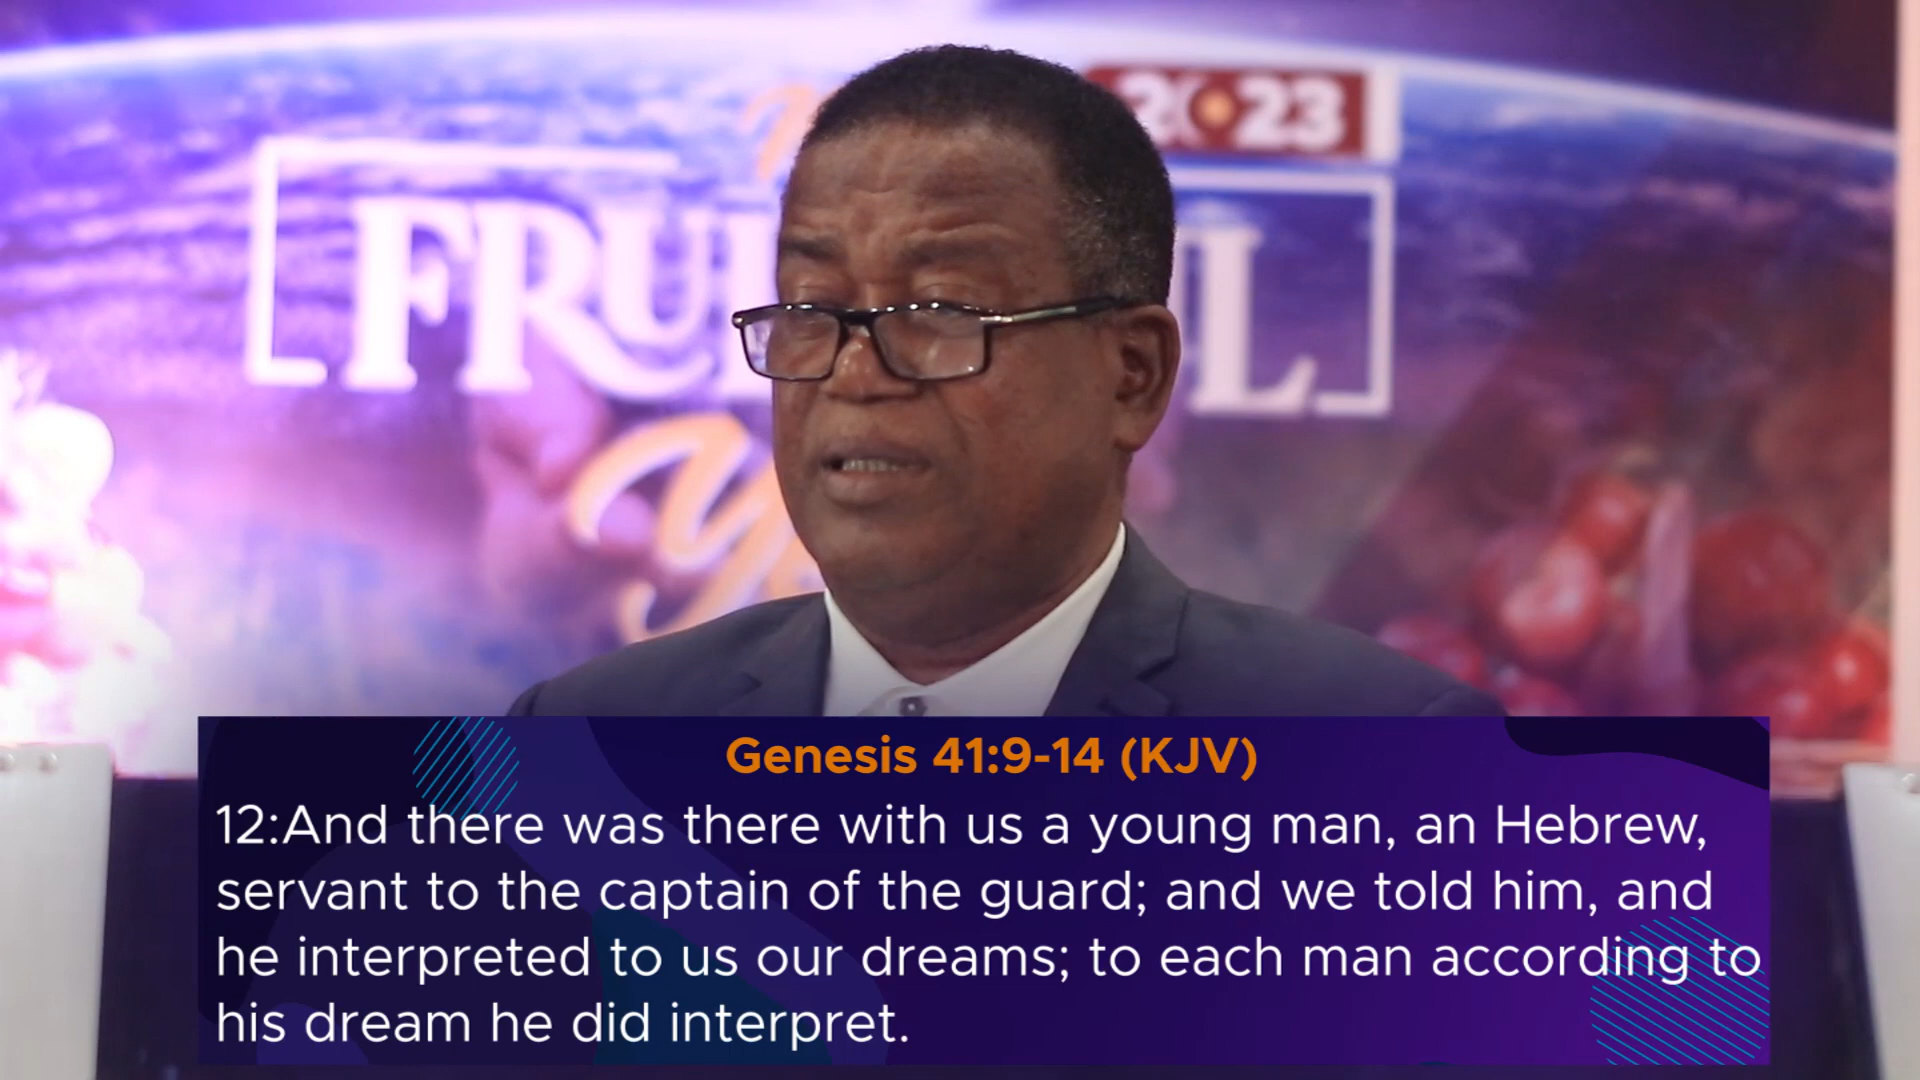 2023
FRUI
L
Genesis 41:9-14 (KJV)
12:And there was there with us a young man, an Hebrew,
servant to the captain of the guard; and we told him, and
he interpreted to us our dreams; to each man according to
his dream he did interpret.